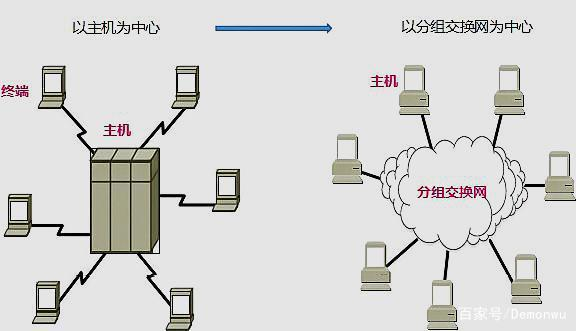 以主机为中心
以分组交换网为中心
终端
主机
主机
分组交换网
百家号/Demonwu